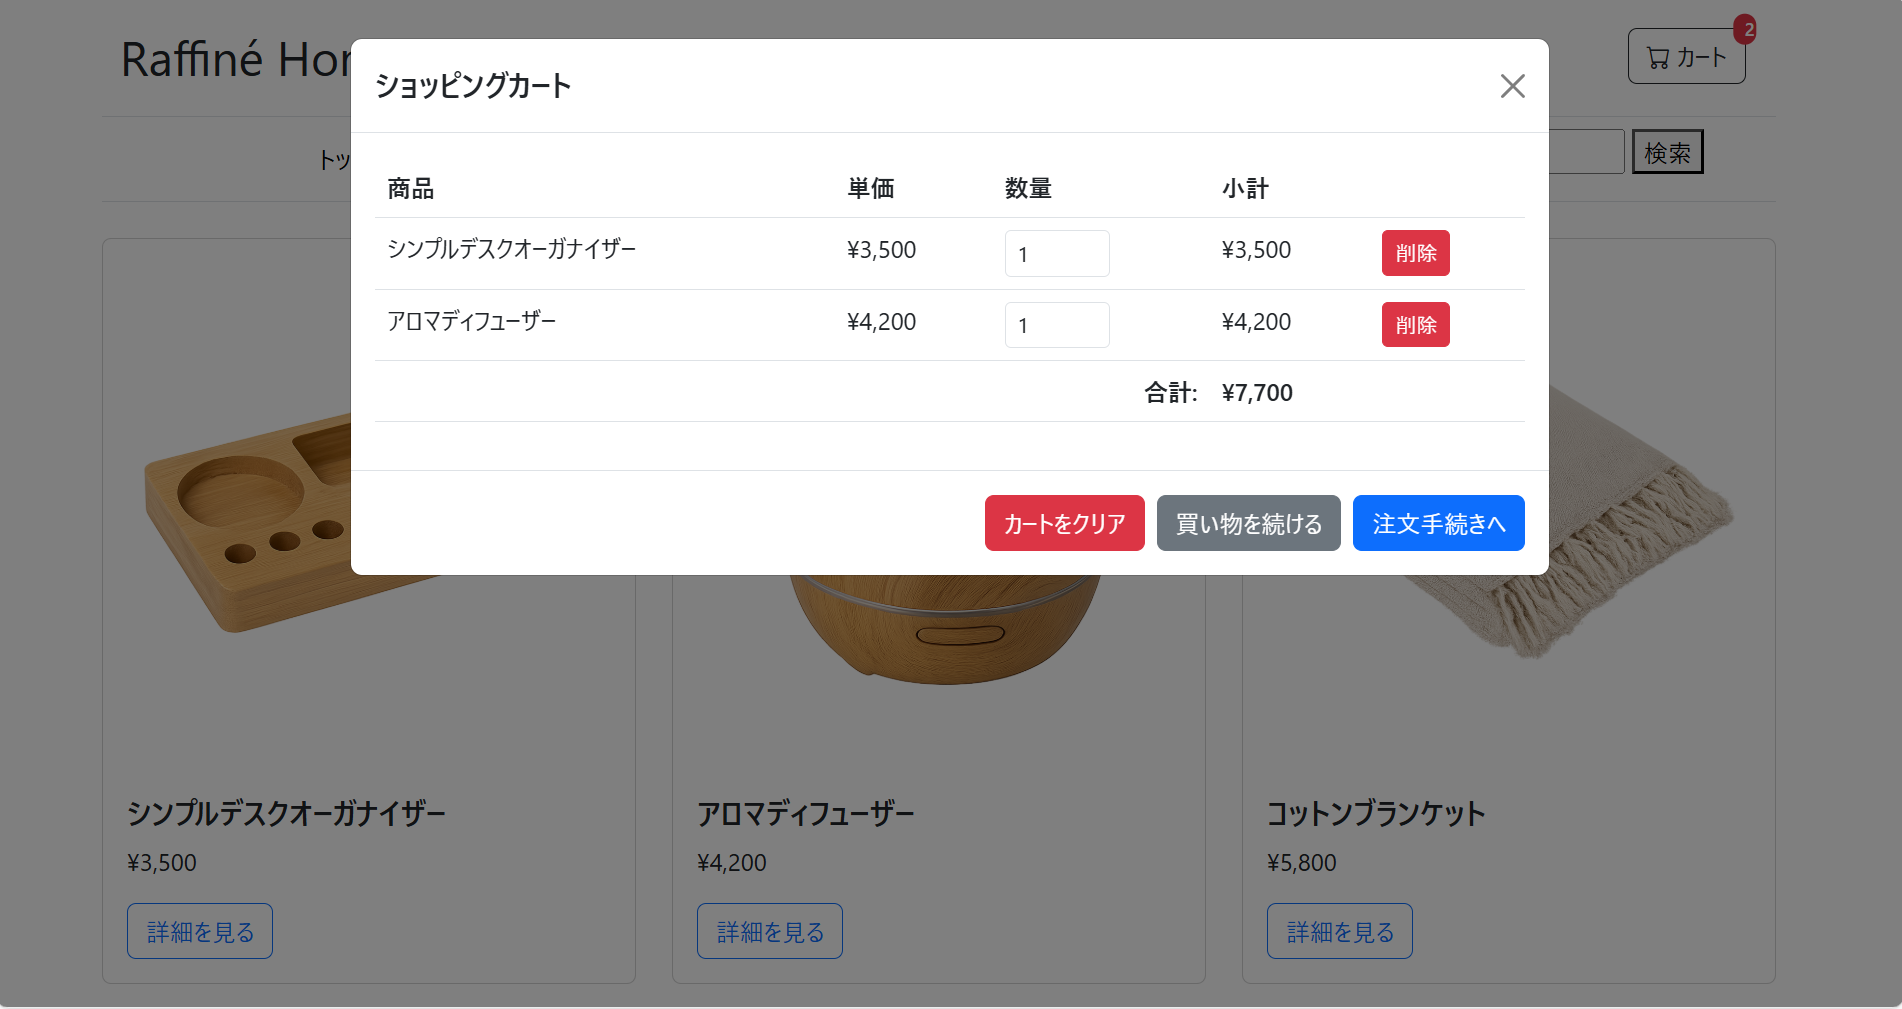 Raffiné
カート
2
ショッピングカート
検索
商品 単価 数量 小計
シンプルデスクオーガナイザー ¥3,500 1 ¥3,500 削除
アロマディフューザー ¥4,200 1 ¥4,200 削除
合計: ¥7,700
カートをクリア 買い物を続ける 注文手続きへ
シンプルデスクオーガナイザー
¥3,500
詳細を見る
アロマディフューザー
¥4,200
詳細を見る
コットンブランケット
¥5,800
詳細を見る